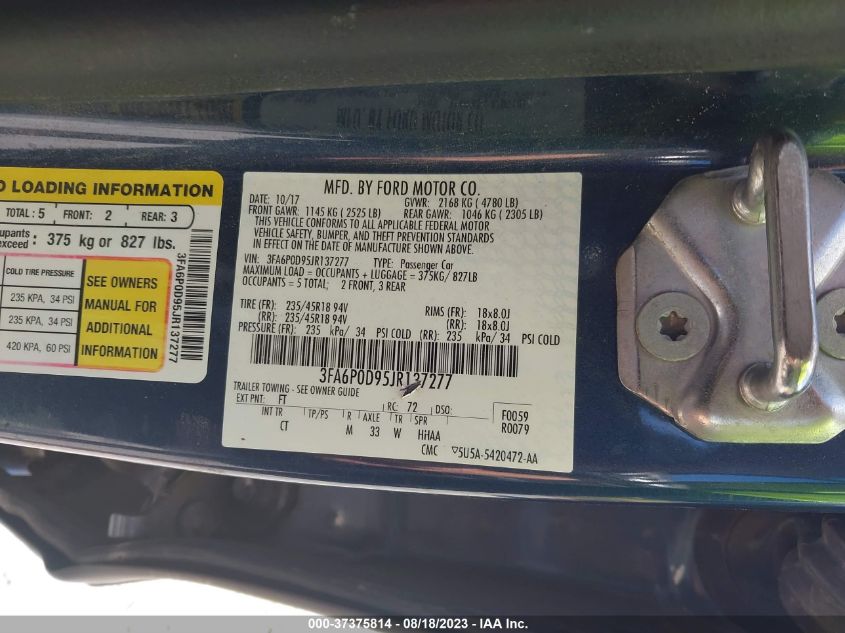 O LOADING INFORMATION
TOTAL: 5 FRONT: 2 REAR: 3
upants
exceed : 375 kg or 827 lbs.
COLD TIRE PRESSURE
235 KPA, 34 PSI
235 KPA, 34 PSI
420 KPA, 60 PSI
SEE OWNERS
MANUAL FOR
ADDITIONAL
INFORMATION
3FA6P0D95JR137277
MFD. BY FORD MOTOR CO.
DATE: 10/17 GVWR: 2168 KG ( 4780 LB)
FRONT GAWR: 1145 KG ( 2525 LB) REAR GAWR: 1046 KG ( 2305 LB)
THIS VEHICLE CONFORMS TO ALL APPLICABLE FEDERAL MOTOR
VEHICLE SAFETY, BUMPER, AND THEFT PREVENTION STANDARDS
IN EFFECT ON THE DATE OF MANUFACTURE SHOWN ABOVE.
VIN: 3FA6P0D95JR137277 TYPE: Passenger Car
MAXIMUM LOAD = OCCUPANTS + LUGGAGE = 375KG/ 827LB
OCCUPANTS = 5 TOTAL; 2 FRONT, 3 REAR
TIRE (FR): 235/45R18 94V RIMS (FR): 18x8.0J
(RR): 235/45R18 94V (RR): 18x8.0J
PRESSURE (FR): 235 kPa/ 34 PSI COLD (RR): 235 kPa/ 34 PSI COLD
3FA6P0D95JR137277
TRAILER TOWING - SEE OWNER GUIDE
EXT PNT: FT RC: 72 DSO: F0059
INT TR TP/PS R AXLE TR SPR R0079
CT M 33 W HHAA
CMC 5U5A-5420472-AA
000-37375814 - 08/18/2023 - IAAI.COM